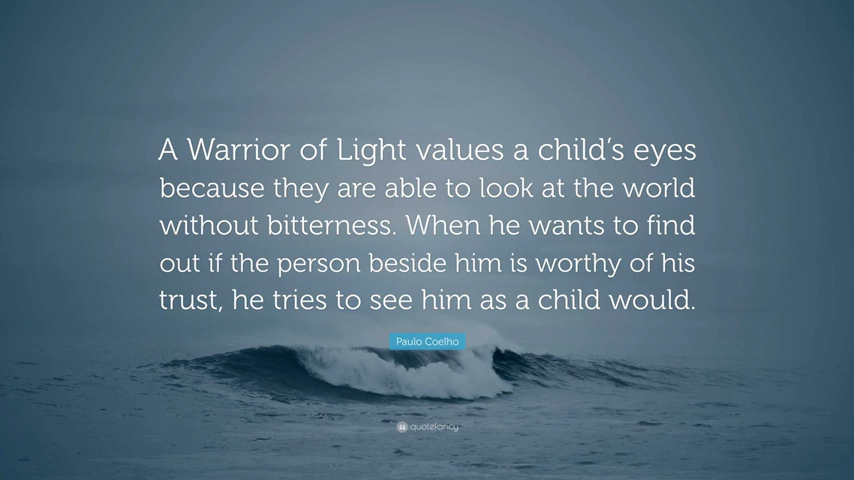 A Warrior of Light values a child’s eyes
because they are able to look at the world
without bitterness. When he wants to find
out if the person beside him is worthy of his
trust, he tries to see him as a child would.
Paulo Coelho
quotefancy